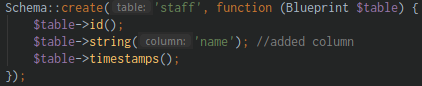 Schema::create( table: 'staff', function (Blueprint $table) {
    $table->id();
    $table->string( column: 'name'); //added column
    $table->timestamps();
});